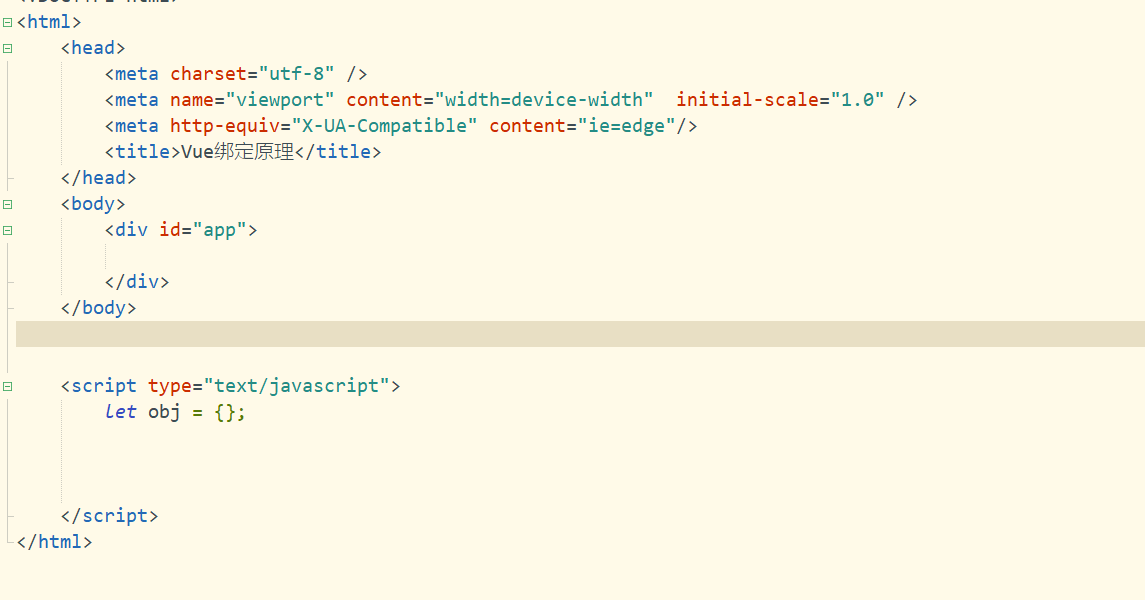 <html>
<head>
<meta charset="utf-8" />
<meta name="viewport" content="width=device-width"  initial-scale="1.0" />
<meta http-equiv="X-UA-Compatible" content="ie=edge"/>
<title>Vue绑定原理</title>
</head>
<body>
<div id="app">
</div>
</body>
<script type="text/javascript">
let obj = {};
</script>
</html>